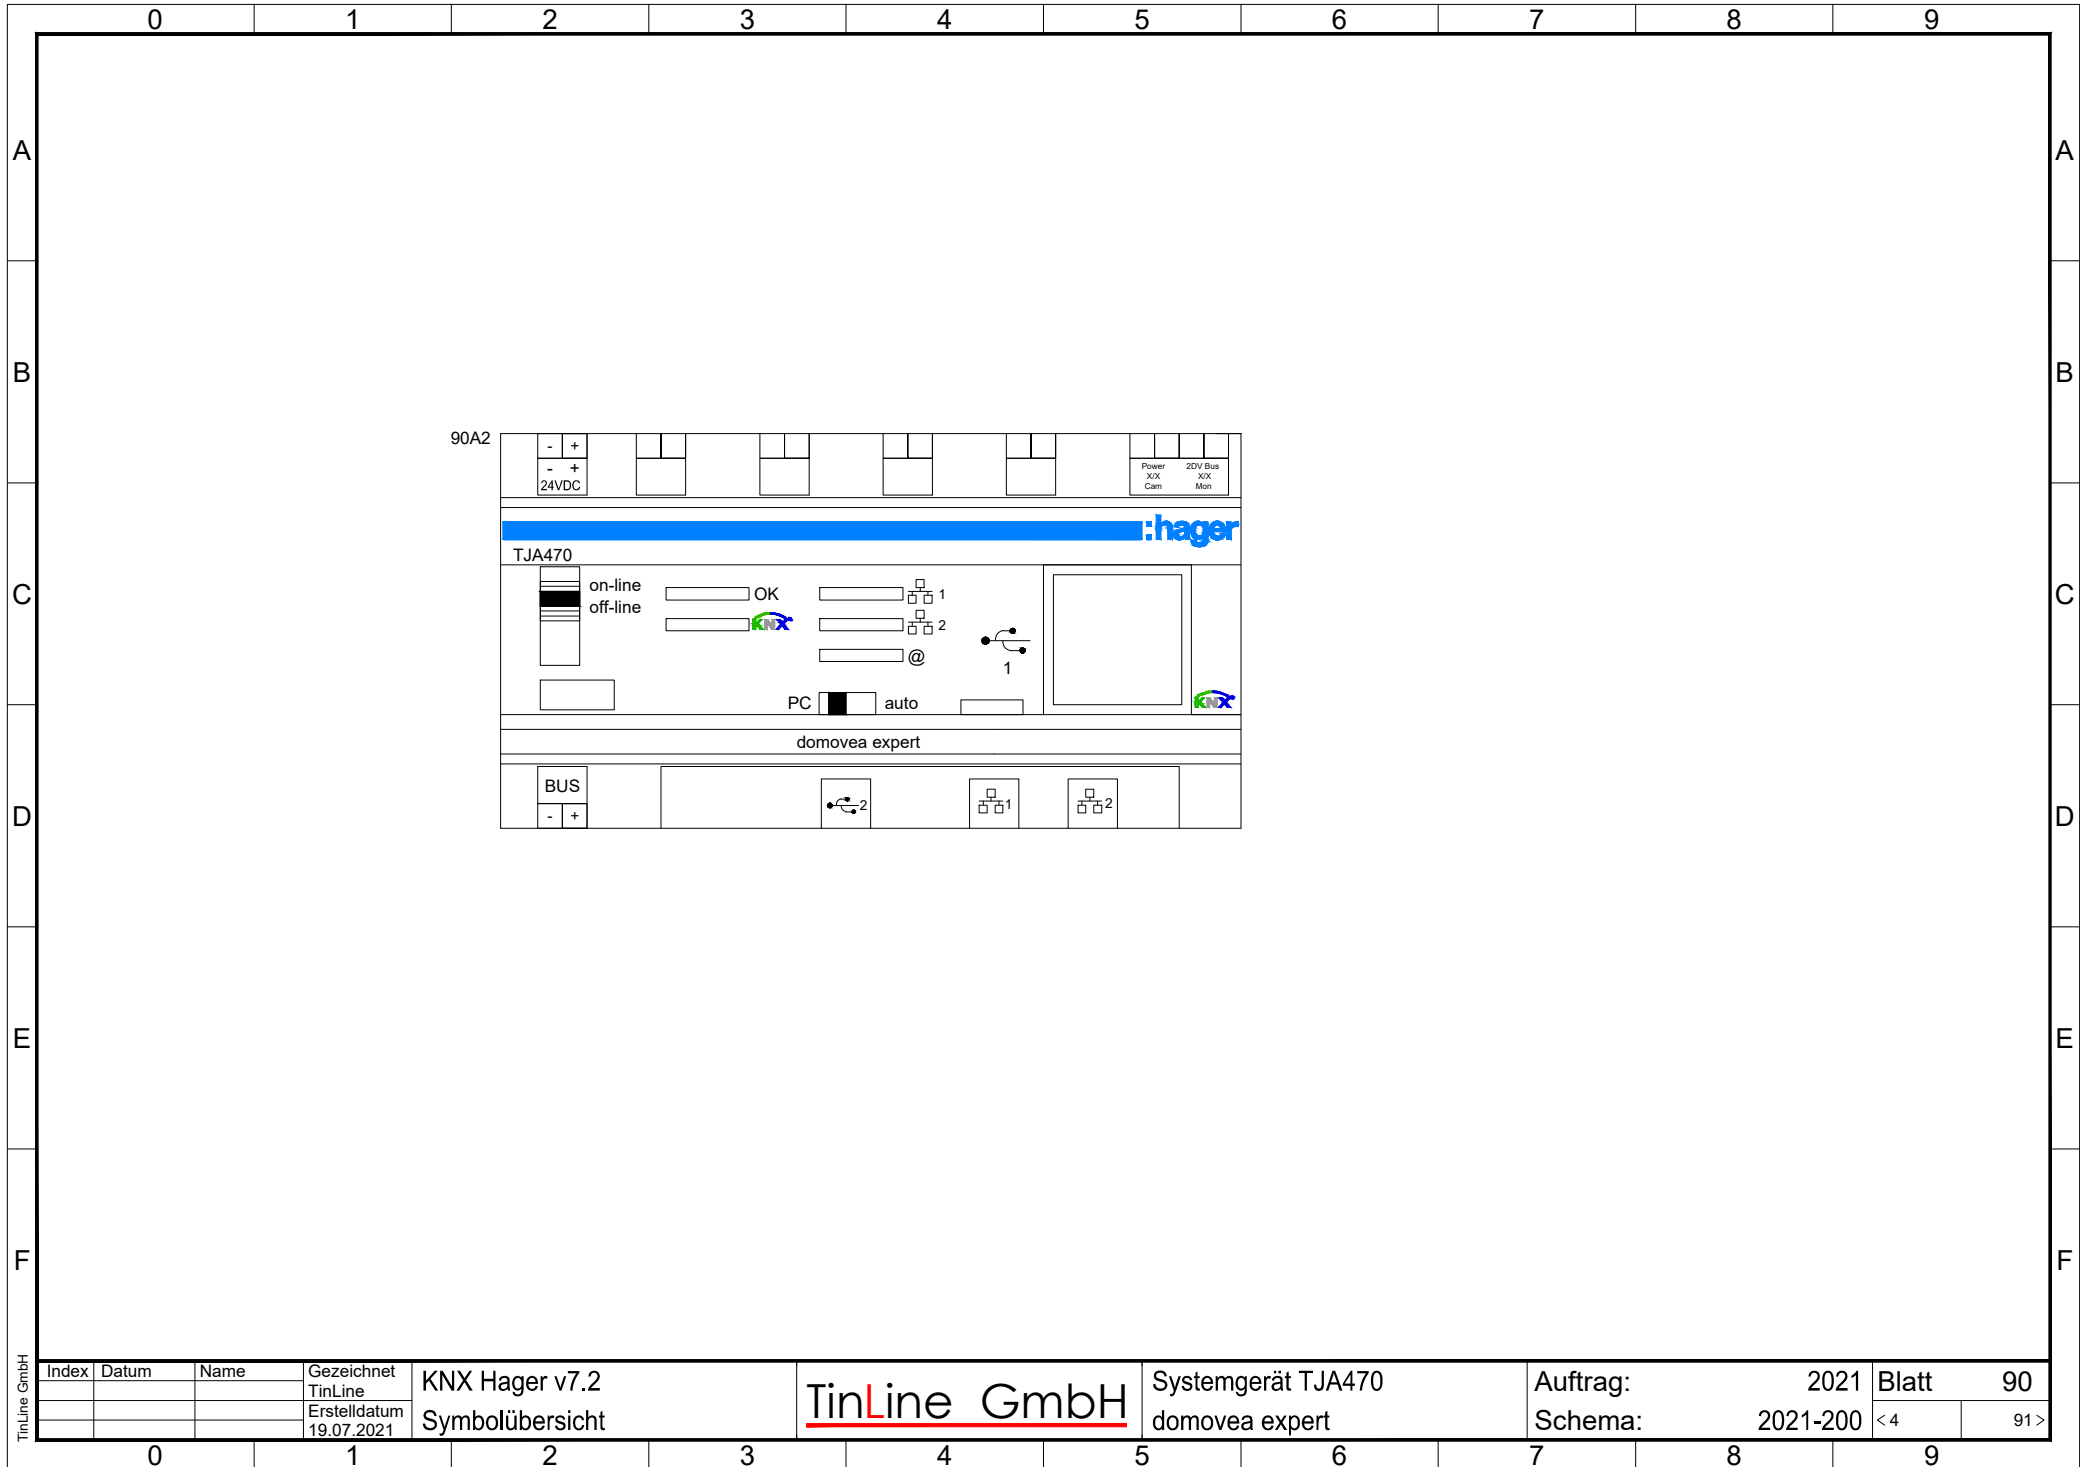 0 1 2 3 4 5 6 7 8 9
A A
B B
90A2
- +
- +
24VDC
Power 2DV Bus
X/X X/X
Cam Mon
:hager
TJA470
C C
on-line
off-line
OK
KNX
1
2
@
1
PC auto
KNX
domovea expert
BUS
- +
2
1
2
D D
E E
F F
TinLine GmbH
Index Datum Name Gezeichnet
TinLine
Erstelldatum
19.07.2021
KNX Hager v7.2
Symbolübersicht
TinLine GmbH
Systemgerät TJA470
domovea expert
Auftrag: 2021
Schema: 2021-200
Blatt 90
< 4 91 >
0 1 2 3 4 5 6 7 8 9